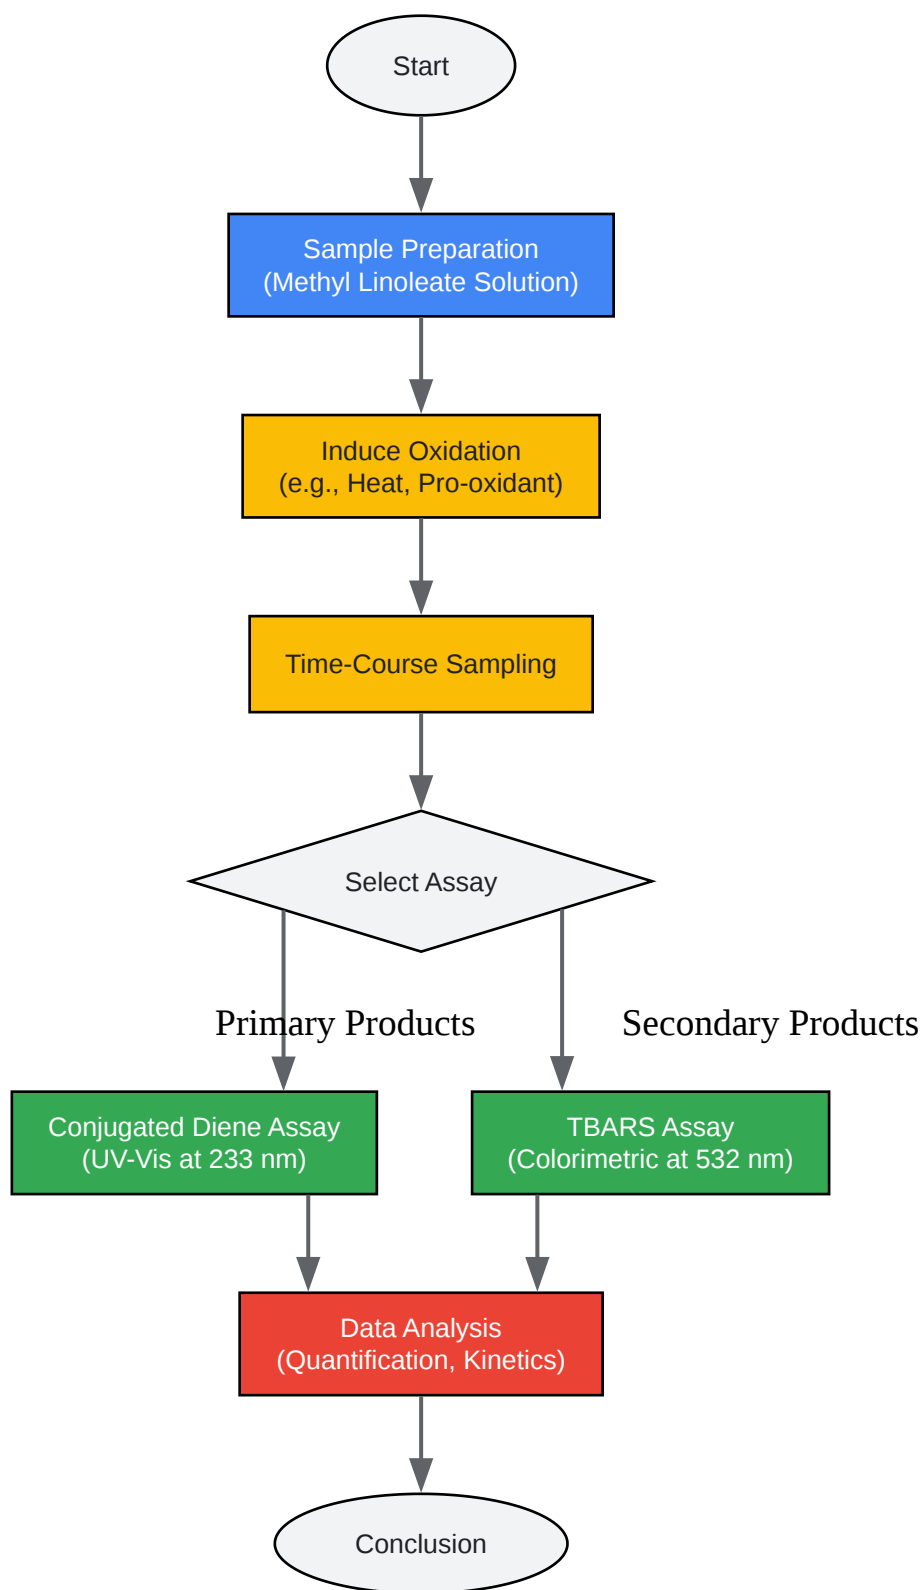 Start
Sample Preparation
(Methyl Linoleate Solution)
Induce Oxidation
(e.g., Heat, Pro-oxidant)
Time-Course Sampling
Select Assay
Primary Products
Secondary Products
Conjugated Diene Assay
(UV-Vis at 233 nm)
TBARS Assay
(Colorimetric at 532 nm)
Data Analysis
(Quantification, Kinetics)
Conclusion